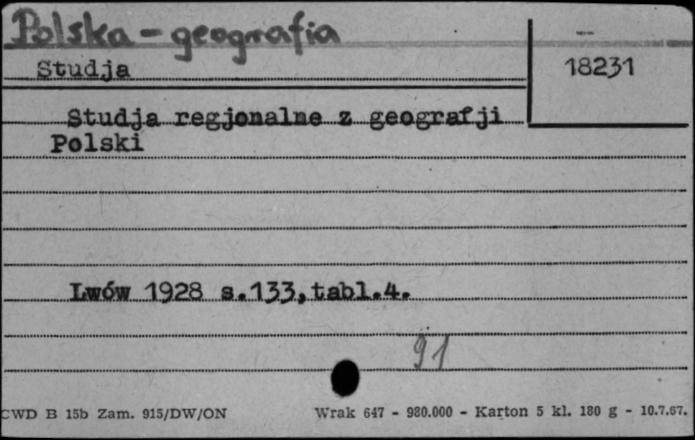 Polska - geografia
Studja
18231
Studja regjonalne z geografji
Polski
Lwów 1928 s.133,tabl.4.
91
CWD B 15b Zam. 915/DW/ON Wrak 647 - 980.000 - Karton 5 kl. 180 g - 10.7.67.